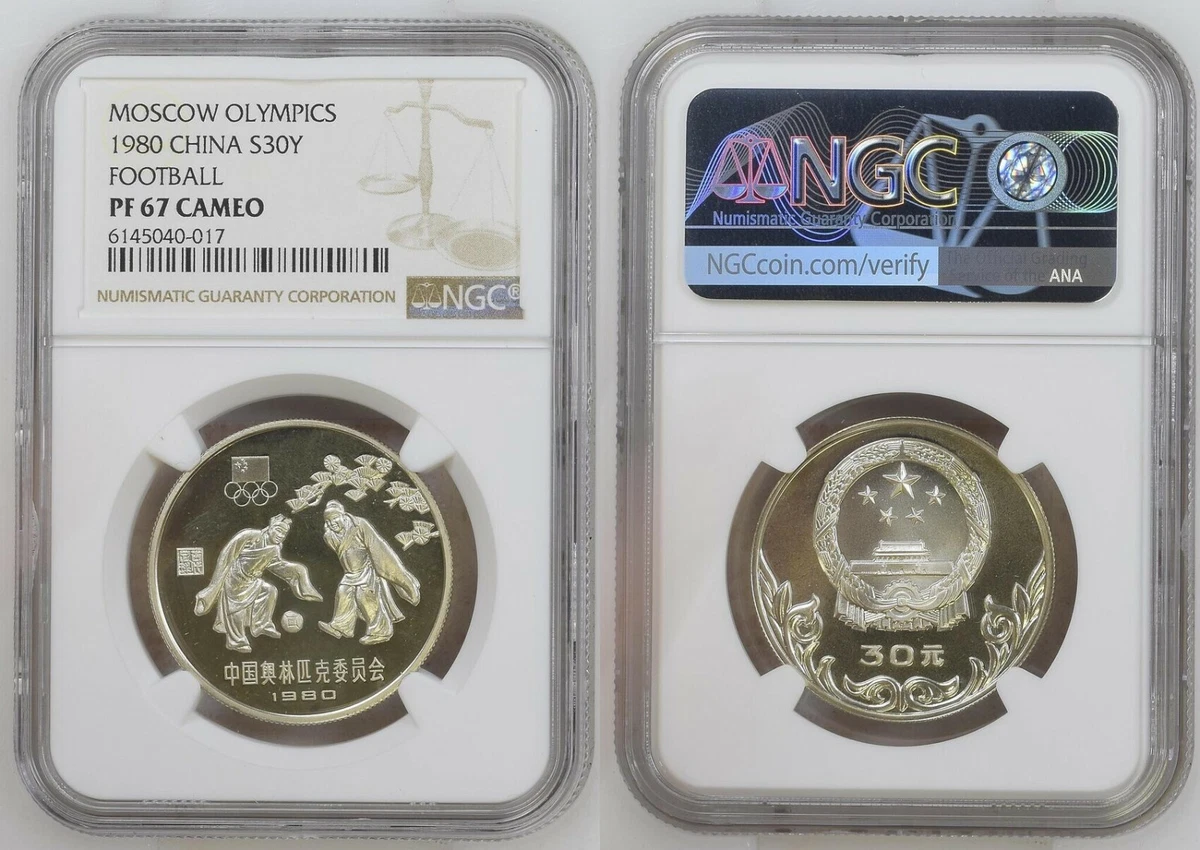 MOSCOW OLYMPICS
1980 CHINA S30Y
FOOTBALL
PF 67 CAMEO
6145040-017
NUMISMATIC GUARANTY CORPORATION
NGC®
中国奥林匹克委员会
1980
NGC
Numismatic Guaranty Corporation
NGCcoin.com/verify
The Official Grading
Service of the ANA
30元